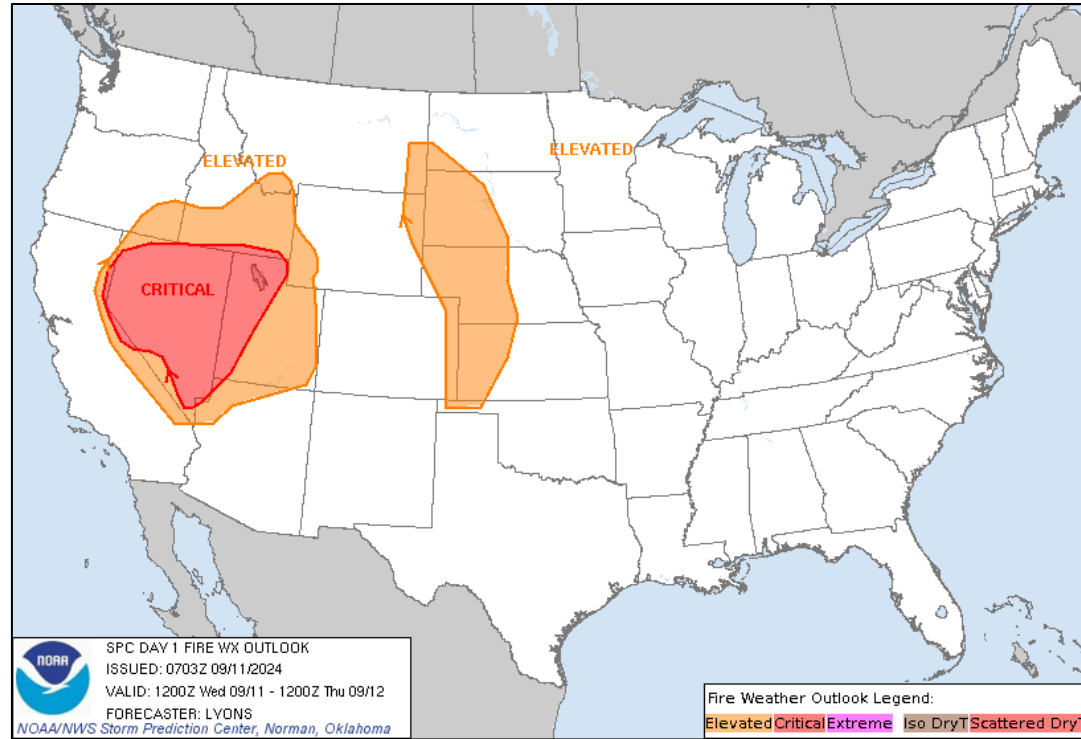 ELEVATED
ELEVATED
CRITICAL
NOAA
SPC DAY 1 FIRE WX OUTLOOK
ISSUED: 0703Z 09/11/2024
VALID: 1200Z Wed 09/11 - 1200Z Thu 09/12
FORECASTER: LYONS
NOAA/NWS Storm Prediction Center, Norman, Oklahoma
Fire Weather Outlook Legend:
Elevated Critical Extreme Iso DryT Scattered DryT